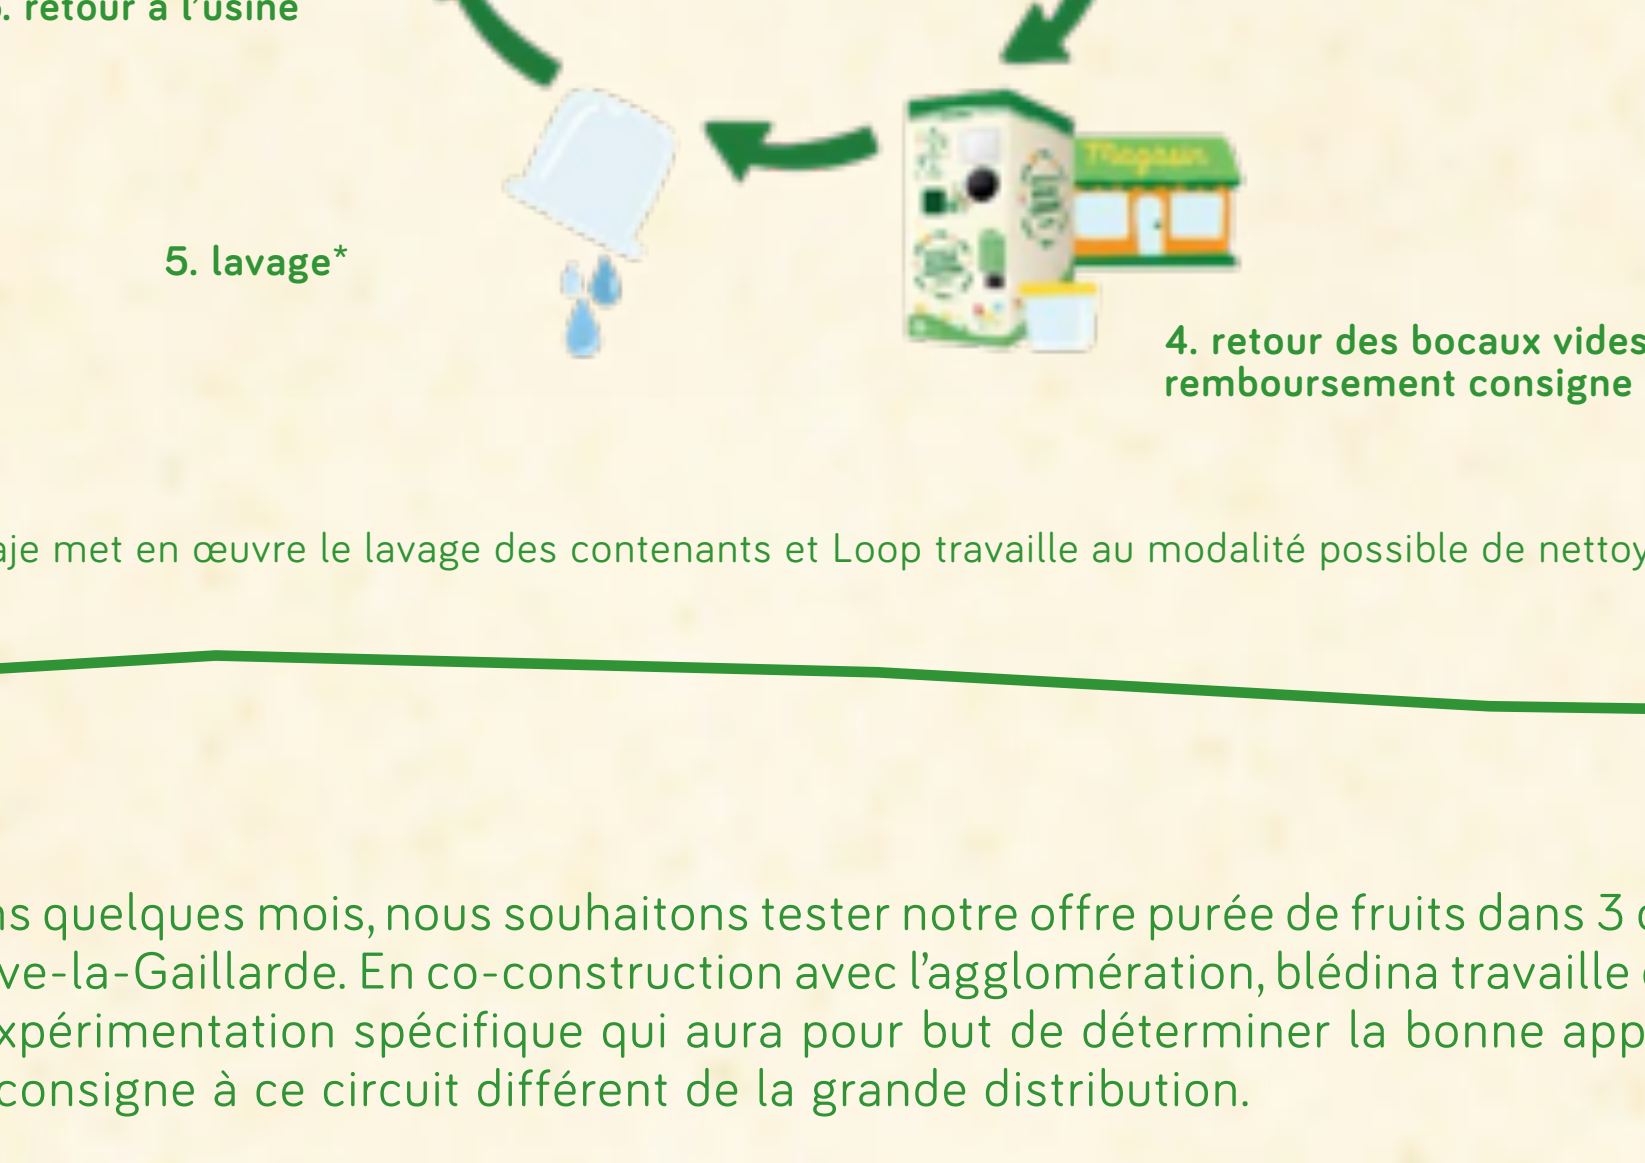 retour à l'usine
Magasin
5. lavage*
4. retour des bocaux vides
remboursement consigne
met en œuvre le lavage des contenants et Loop travaille au modalité possible de nettoy
quelques mois, nous souhaitons tester notre offre purée de fruits dans 3
ve-la-Gaillarde. En co-construction avec l'agglomération, blédina travaille
xpérimentation spécifique qui aura pour but de déterminer la bonne app
consigne à ce circuit différent de la grande distribution.